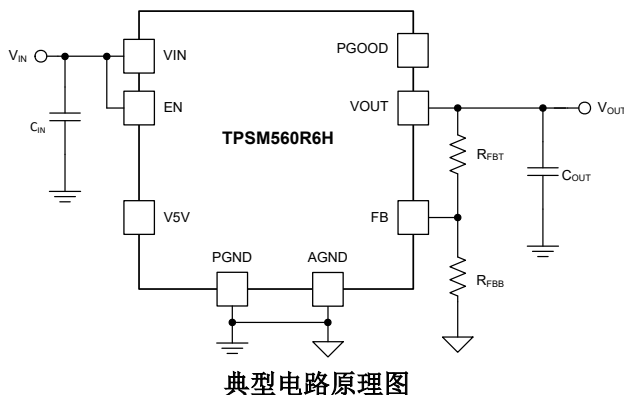 PGOOD
VIN
VIN
EN
VOUT
VOUT
CIN
TPSM560R6H
RFBT
COUT
V5V
FB
PGND
AGND
RFBB
典型电路原理图